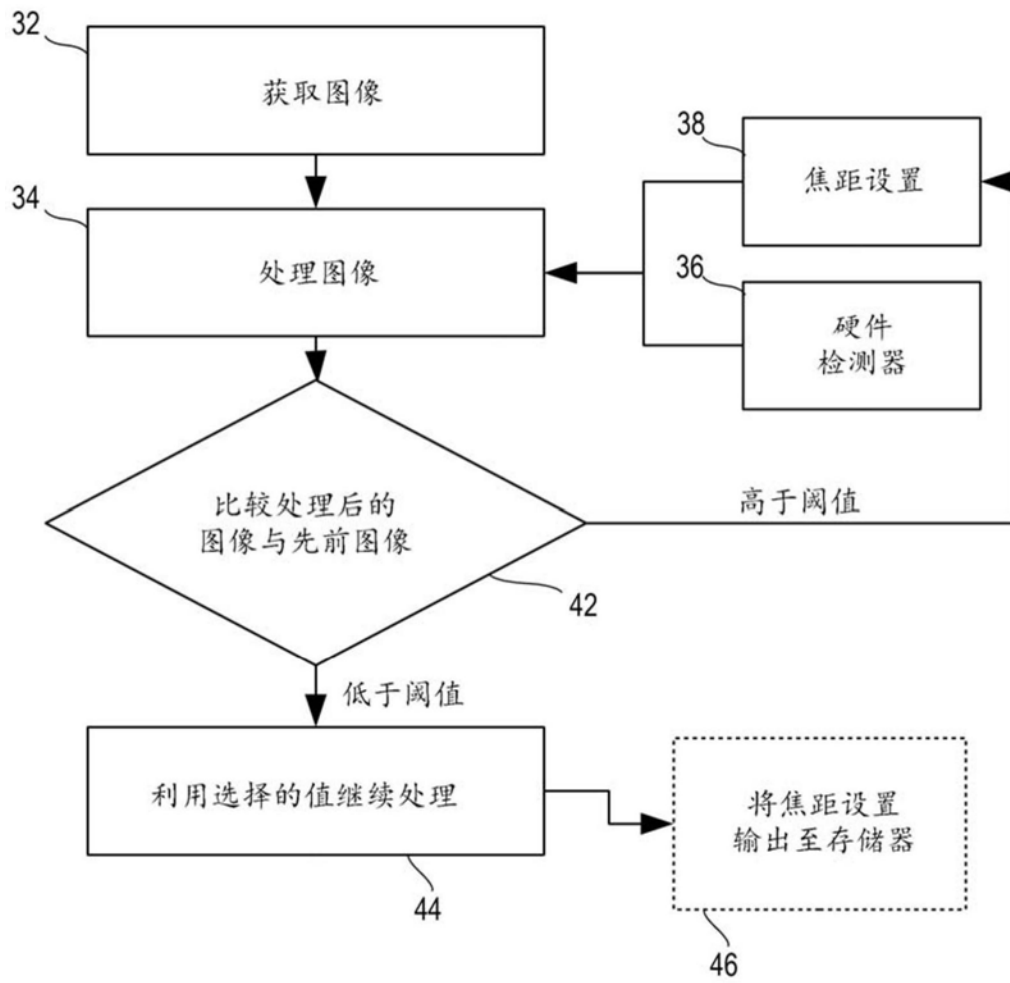 32
获取图像
38
焦距设置
34
处理图像
36
硬件
检测器
比较处理后的
图像与先前图像
高于阈值
42
低于阈值
利用选择的值继续处理
将焦距设置
输出至存储器
44
46